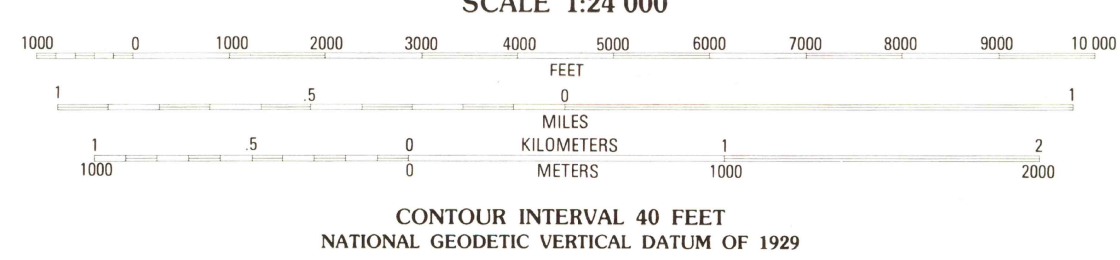 SCALE 1:24 000
1000 0 1000 2000 3000 4000 5000 6000 7000 8000 9000 10 000
FEET
1 .5 0 1
MILES
1 .5 0 KILOMETERS 1 2
1000 0 METERS 1000 2000
CONTOUR INTERVAL 40 FEET
NATIONAL GEODETIC VERTICAL DATUM OF 1929